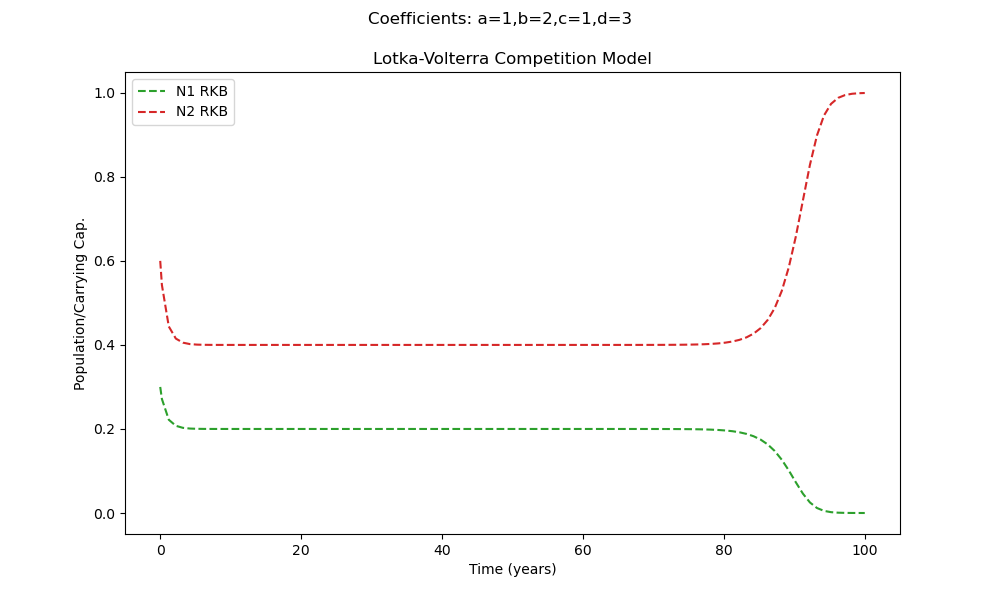 Coefficients: a=1,b=2,c=1,d=3
Lotka-Volterra Competition Model
N1 RKB
N2 RKB
Population/Carrying Cap.
1.0
0.8
0.6
0.4
0.2
0.0
0 20 40 60 80 100
Time (years)